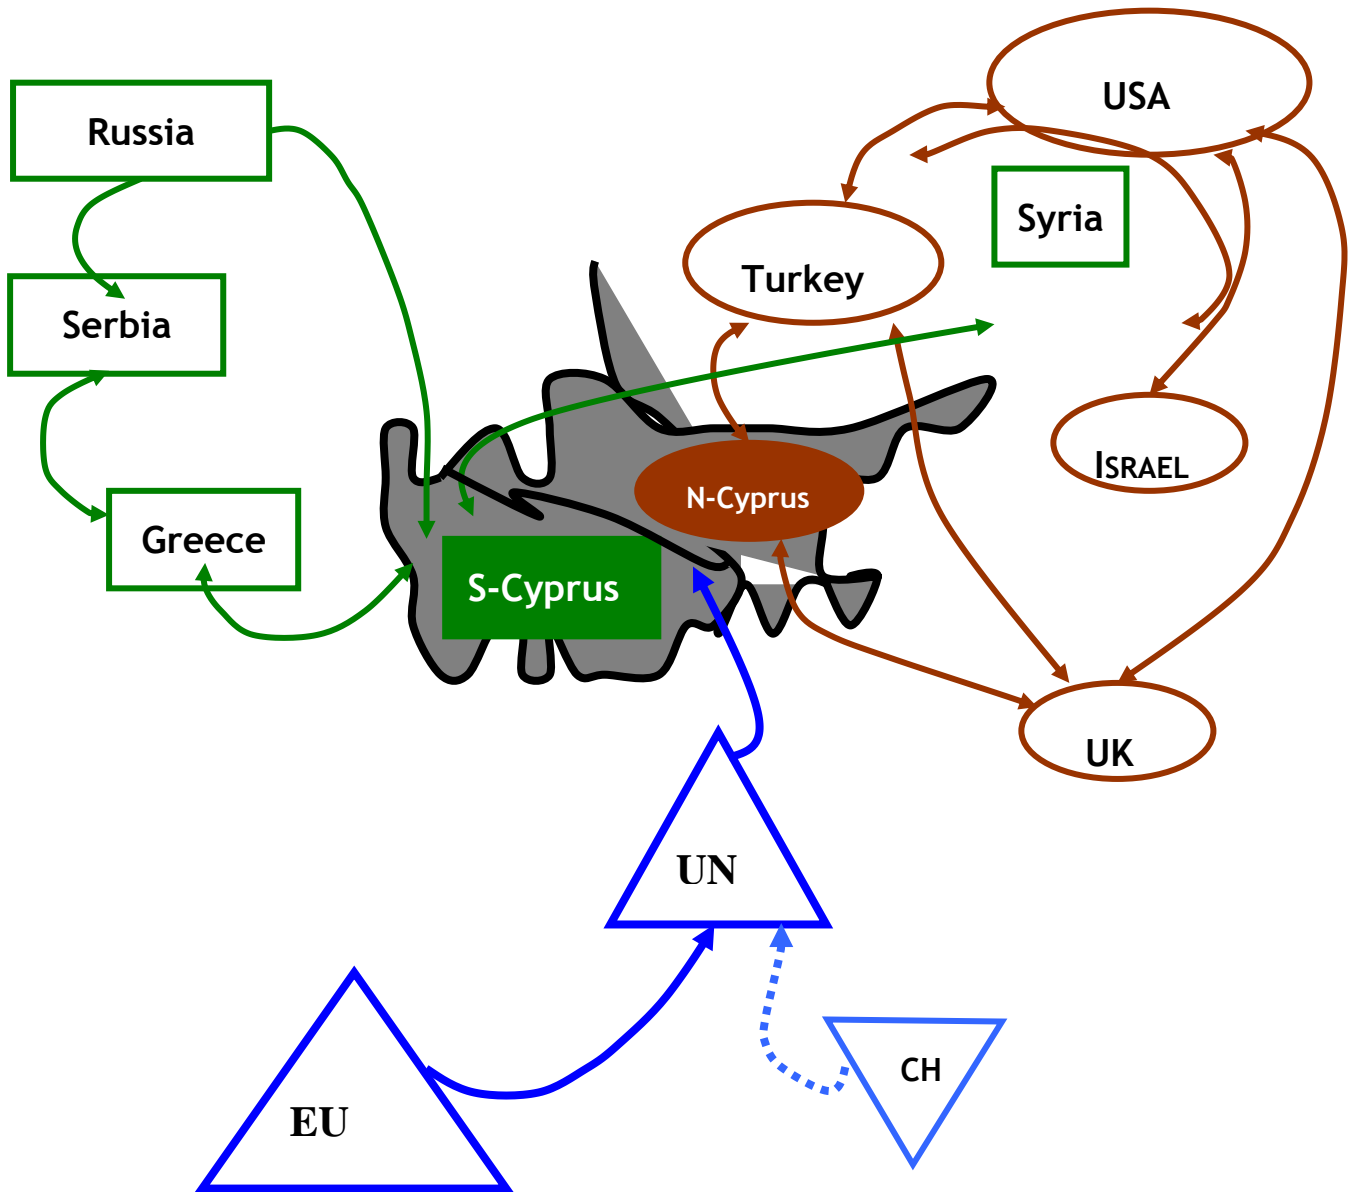 USA
Russia
Syria
Turkey
Serbia
ISRAEL
N-Cyprus
Greece
S-Cyprus
UK
UN
CH
EU